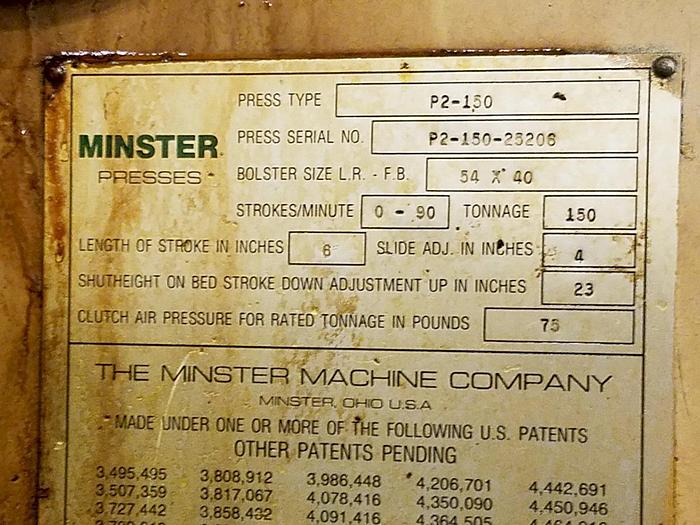 PRESS TYPE P2-150
MINSTER
PRESSES
PRESS SERIAL NO. P2-150-25206
BOLSTER SIZE L.R. - F.B. 54 X 40
STROKES/MINUTE 0 - 90 TONNAGE 150
LENGTH OF STROKE IN INCHES 6 SLIDE ADJ. IN INCHES 4
SHUTHEIGHT ON BED STROKE DOWN ADJUSTMENT UP IN INCHES 23
CLUTCH AIR PRESSURE FOR RATED TONNAGE IN POUNDS 75
THE MINSTER MACHINE COMPANY
MINSTER, OHIO U.S.A
MADE UNDER ONE OR MORE OF THE FOLLOWING U.S. PATENTS
OTHER PATENTS PENDING
3,495,495 3,808,912 3,986,448 4,206,701 4,442,691
3,507,359 3,817,067 4,078,416 4,350,090 4,450,946
3,727,442 3,858,432 4,091,416 4,364,505